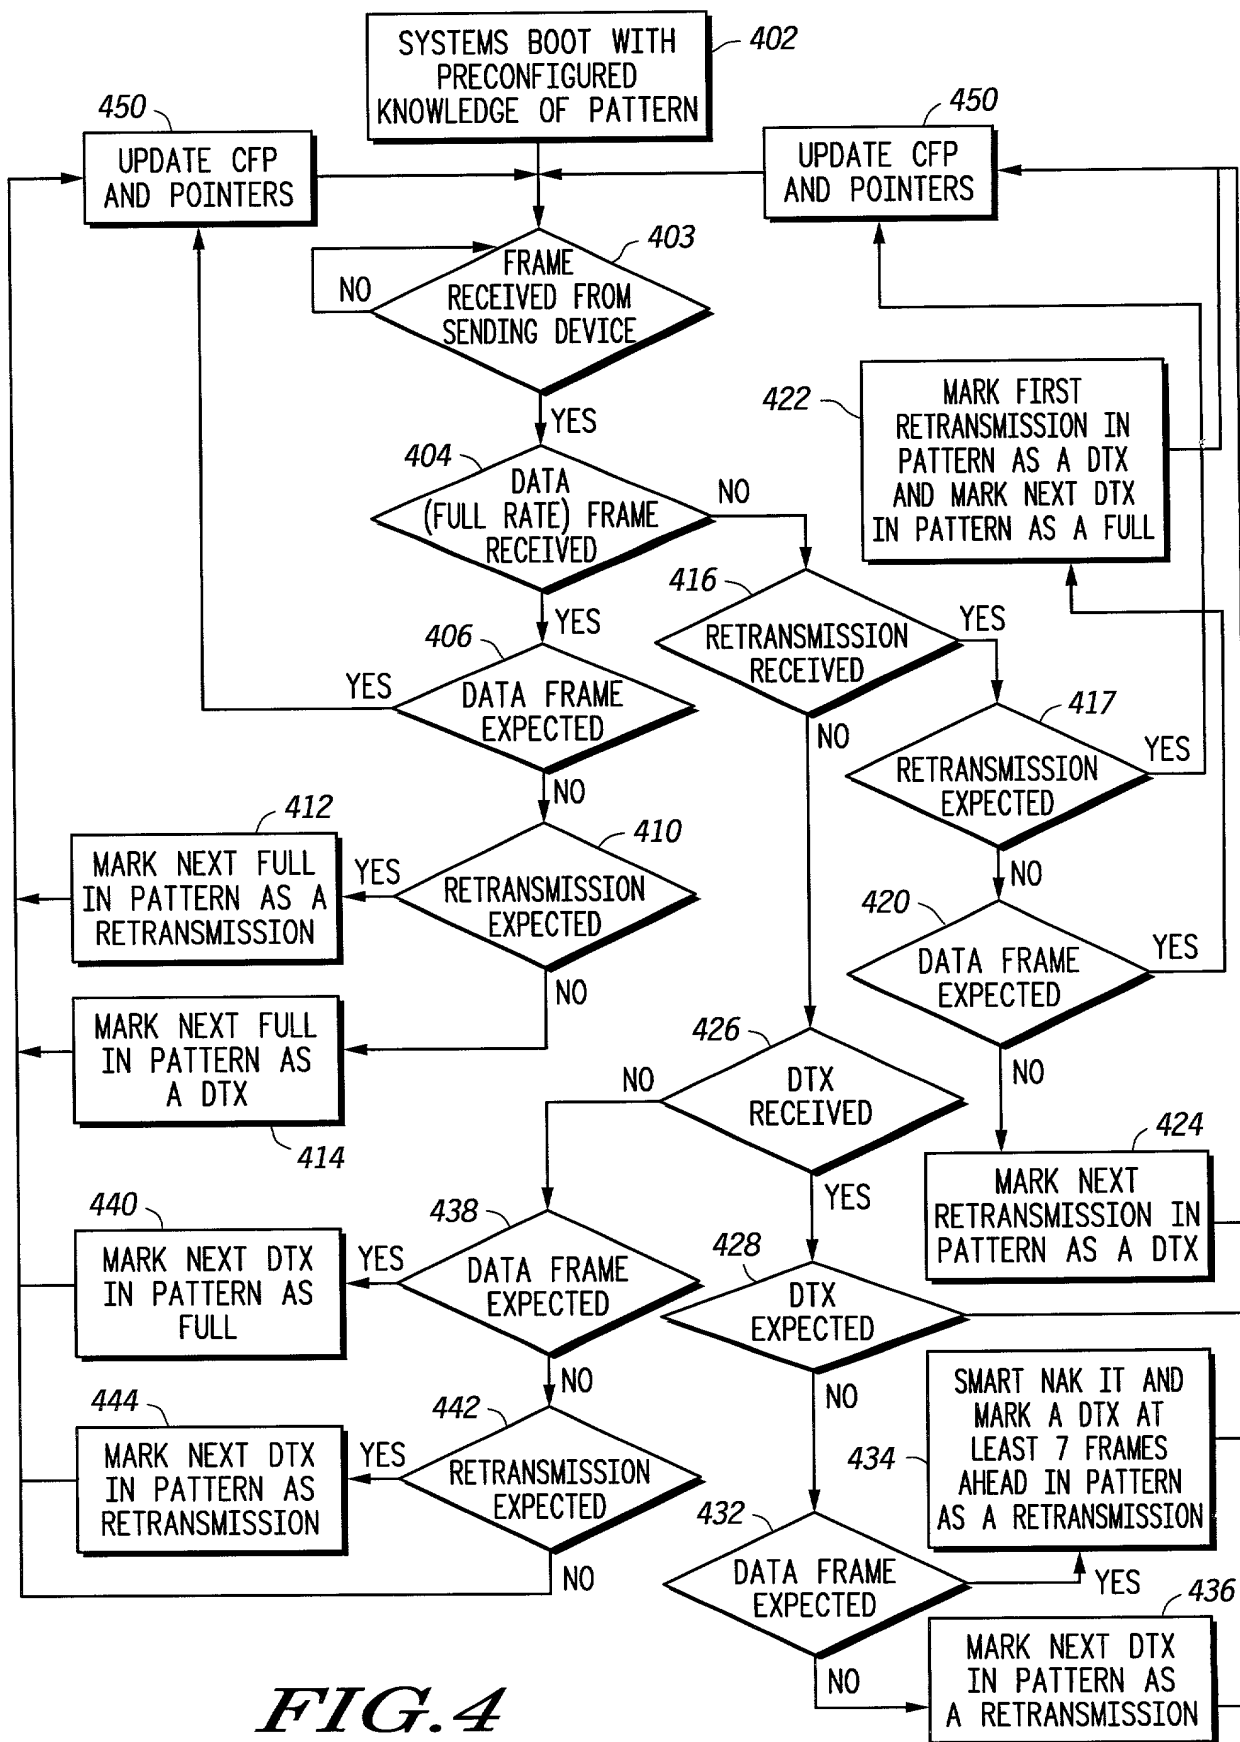 SYSTEMS BOOT WITH
PRECONFIGURED
KNOWLEDGE OF PATTERN
402
450
UPDATE CFP
AND POINTERS
450
UPDATE CFP
AND POINTERS
403
FRAME
RECEIVED FROM
SENDING DEVICE
NO
YES
404
DATA
(FULL RATE) FRAME
RECEIVED
NO
YES
422
MARK FIRST
RETRANSMISSION IN
PATTERN AS A DTX
AND MARK NEXT DTX
IN PATTERN AS A FULL
406
DATA FRAME
EXPECTED
YES
NO
416
RETRANSMISSION
RECEIVED
YES
NO
417
RETRANSMISSION
EXPECTED
YES
NO
412
MARK NEXT FULL
IN PATTERN AS A
RETRANSMISSION
410
RETRANSMISSION
EXPECTED
YES
NO
420
DATA FRAME
EXPECTED
YES
NO
MARK NEXT FULL
IN PATTERN AS
A DTX
414
426
DTX
RECEIVED
NO
YES
424
MARK NEXT
RETRANSMISSION IN
PATTERN AS A DTX
440
MARK NEXT DTX
IN PATTERN AS
FULL
438
DATA FRAME
EXPECTED
YES
NO
428
DTX
EXPECTED
NO
434
SMART NAK IT AND
MARK A DTX AT
LEAST 7 FRAMES
AHEAD IN PATTERN
AS A RETRANSMISSION
444
MARK NEXT DTX
IN PATTERN AS
RETRANSMISSION
442
RETRANSMISSION
EXPECTED
YES
NO
432
DATA FRAME
EXPECTED
YES
NO
436
MARK NEXT DTX
IN PATTERN AS
A RETRANSMISSION
FIG.4